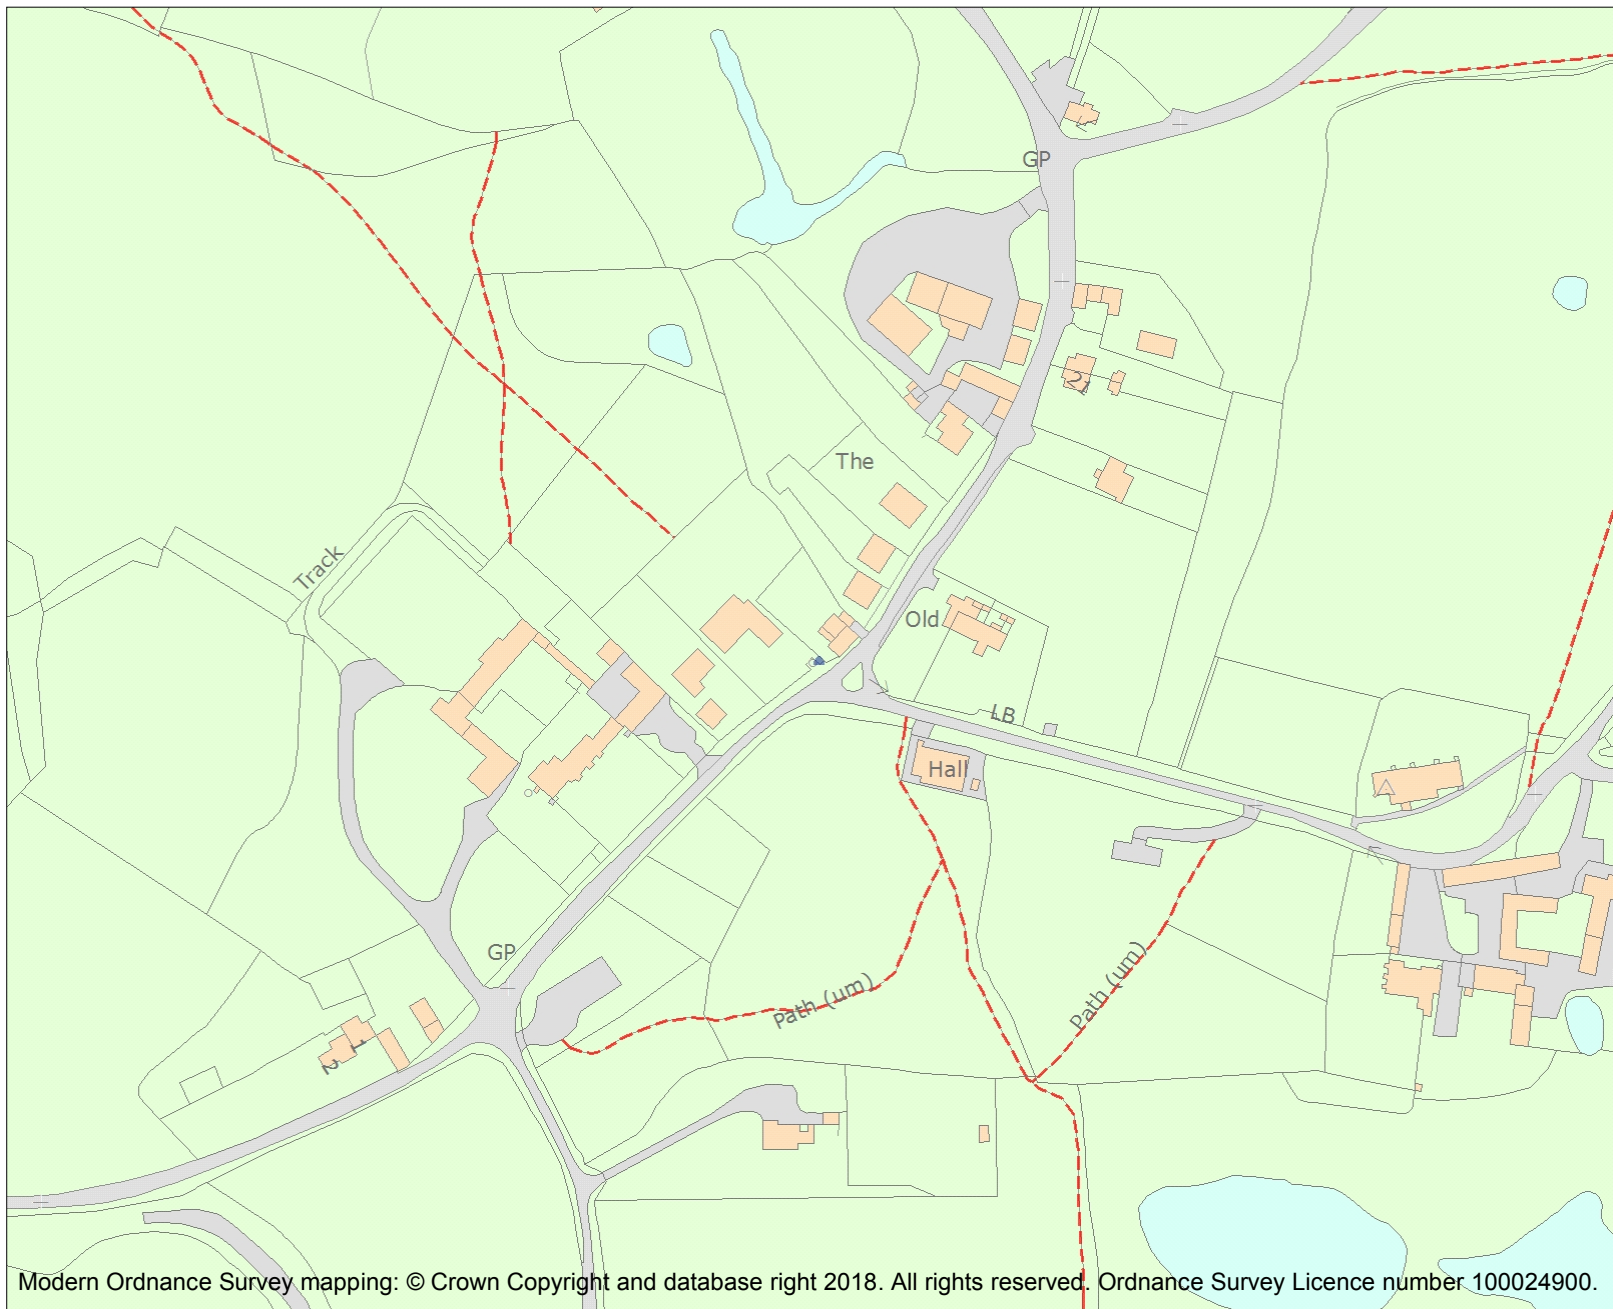 GP
21
The
Track
Old
LB
Hall
GP
Path (um)
Path (um)
1
2
Modern Ordnance Survey mapping: © Crown Copyright and database right 2018. All rights reserved. Ordnance Survey Licence number 100024900.